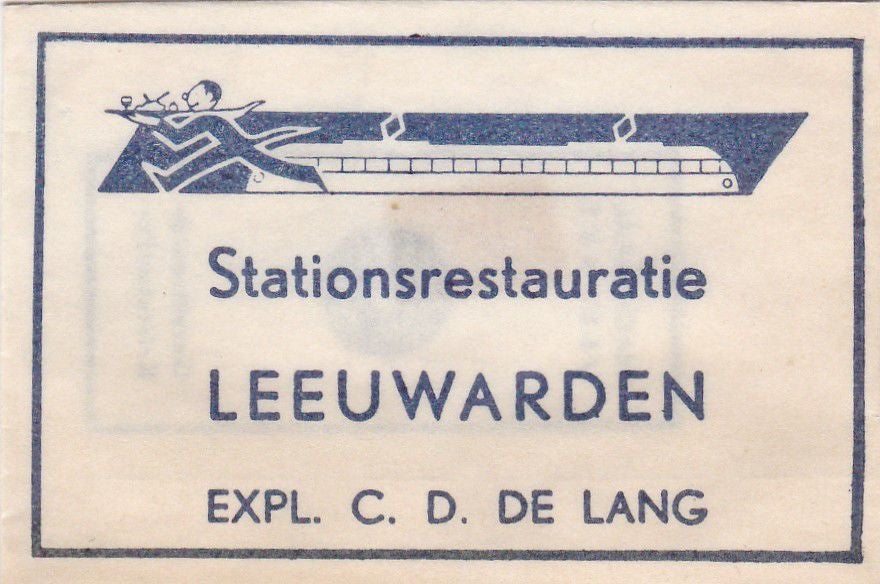 Stationsrestauratie
LEEUWARDEN
EXPL. C. D. DE LANG